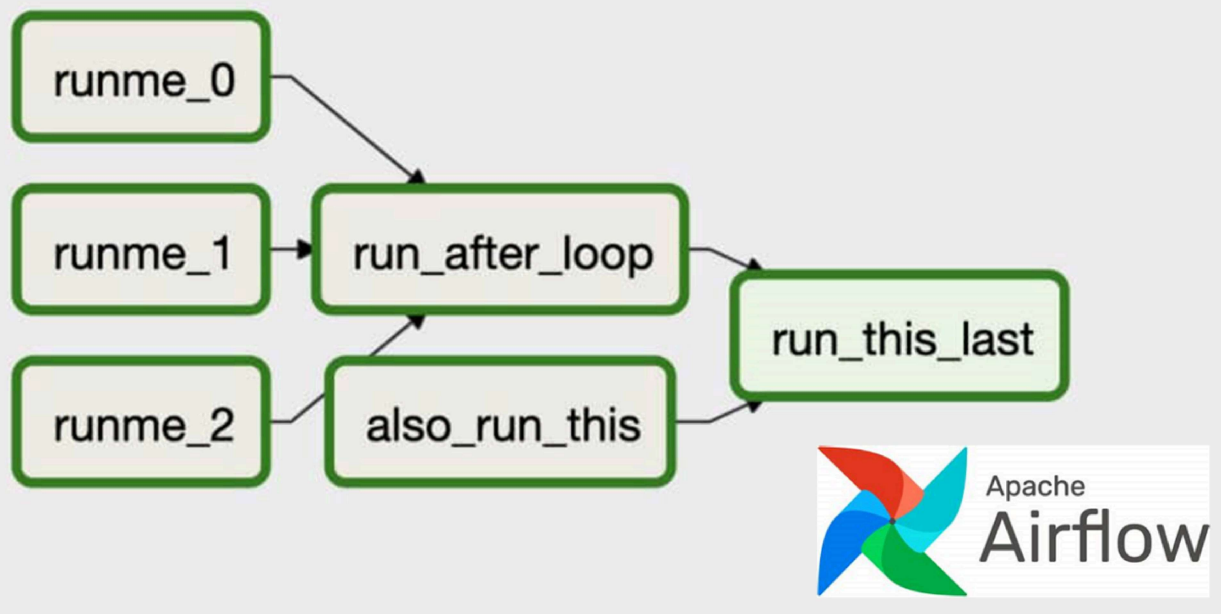 runme_0
runme_1
run_after_loop
run_this_last
runme_2
also_run_this
Apache
Airflow